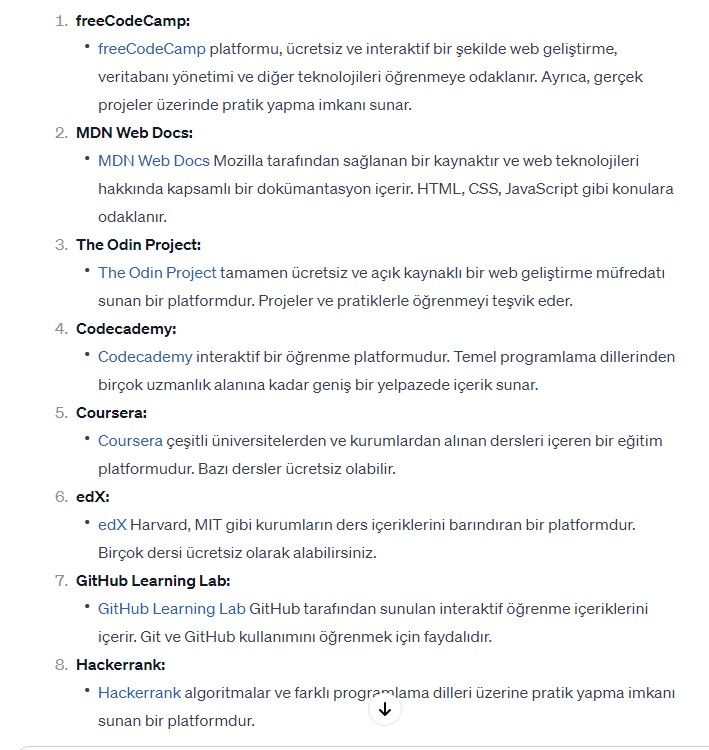 1. freeCodeCamp:
• freeCodeCamp platformu, ücretsiz ve interaktif bir şekilde web geliştirme,
veritabanı yönetimi ve diğer teknolojileri öğrenmeye odaklanır. Ayrıca, gerçek
projeler üzerinde pratik yapma imkanı sunar.
2. MDN Web Docs:
• MDN Web Docs Mozilla tarafından sağlanan bir kaynaktır ve web teknolojileri
hakkında kapsamlı bir dokümantasyon içerir. HTML, CSS, JavaScript gibi konulara
odaklanır.
3. The Odin Project:
• The Odin Project tamamen ücretsiz ve açık kaynaklı bir web geliştirme müfredatı
sunan bir platformdur. Projeler ve pratiklerle öğrenmeyi teşvik eder.
4. Codecademy:
• Codecademy interaktif bir öğrenme platformudur. Temel programlama dillerinden
birçok uzmanlık alanına kadar geniş bir yelpazede içerik sunar.
5. Coursera:
• Coursera çeşitli üniversitelerden ve kurumlardan alınan dersleri içeren bir eğitim
platformudur. Bazı dersler ücretsiz olabilir.
6. edX:
• edX Harvard, MIT gibi kurumların ders içeriklerini barındıran bir platformdur.
Birçok dersi ücretsiz olarak alabilirsiniz.
7. GitHub Learning Lab:
• GitHub Learning Lab GitHub tarafından sunulan interaktif öğrenme içeriklerini
içerir. Git ve GitHub kullanımını öğrenmek için faydalıdır.
8. Hackerrank:
• Hackerrank algoritmalar ve farklı programlama dilleri üzerine pratik yapma imkanı
sunan bir platformdur.